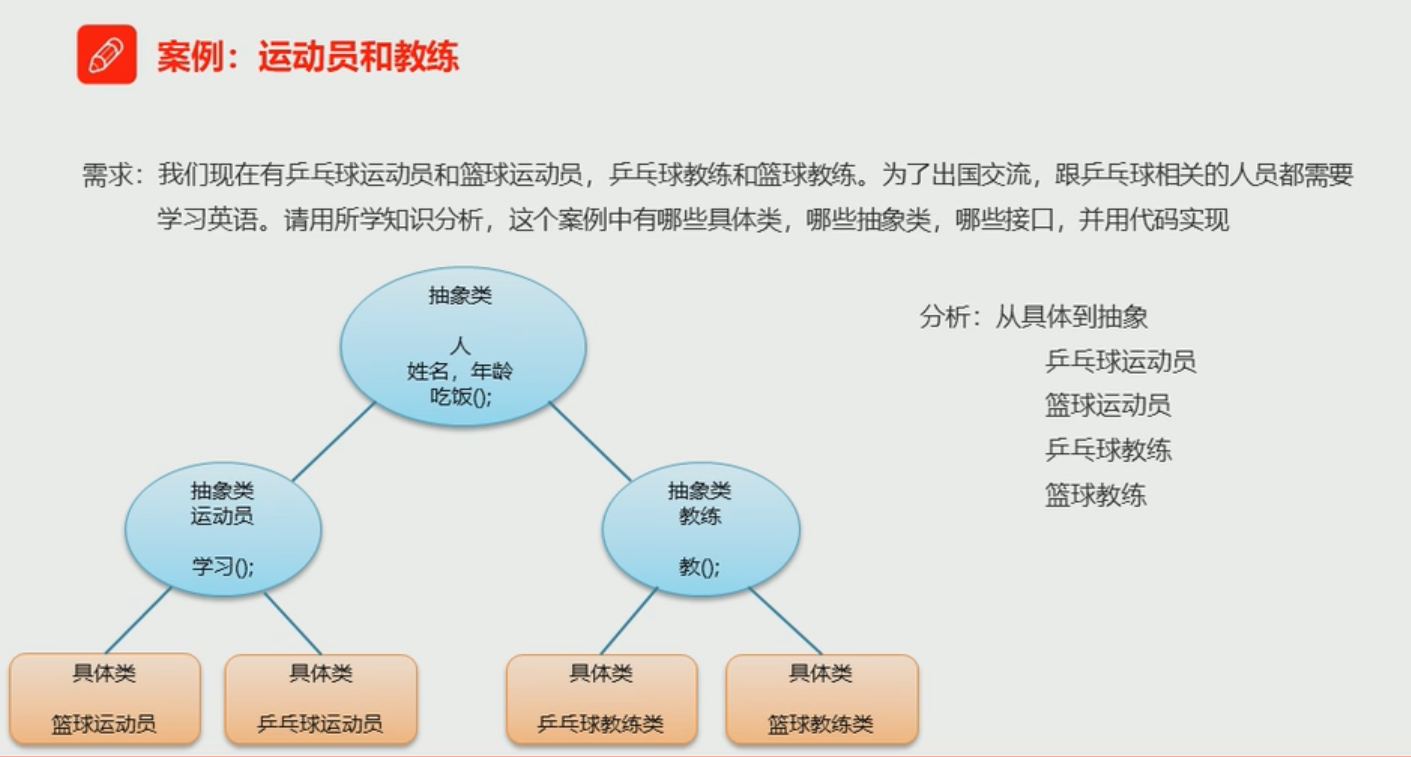 案例：运动员和教练
需求：我们现在有乒乓球运动员和篮球运动员，乒乓球教练和篮球教练。为了出国交流，跟乒乓球相关的人员都需要
学习英语。请用所学知识分析，这个案例中有哪些具体类，哪些抽象类，哪些接口，并用代码实现
抽象类
人
姓名，年龄
吃饭();
分析：从具体到抽象
乒乓球运动员
篮球运动员
乒乓球教练
篮球教练
抽象类
运动员
学习();
抽象类
教练
教();
具体类
篮球运动员
具体类
乒乓球运动员
具体类
乒乓球教练类
具体类
篮球教练类